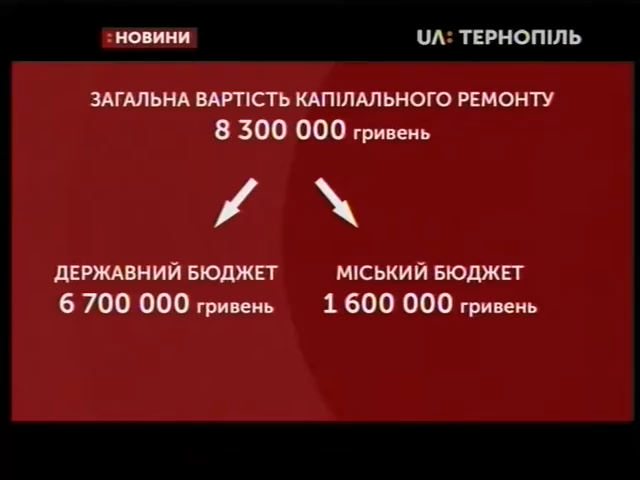 :НОВИНИ
UA: ТЕРНОПІЛЬ
ЗАГАЛЬНА ВАРТІСТЬ КАПІЛАЛЬНОГО РЕМОНТУ
8 300 000 гривень
ДЕРЖАВНИЙ БЮДЖЕТ
6 700 000 гривень
МІСЬКИЙ БЮДЖЕТ
1 600 000 гривень